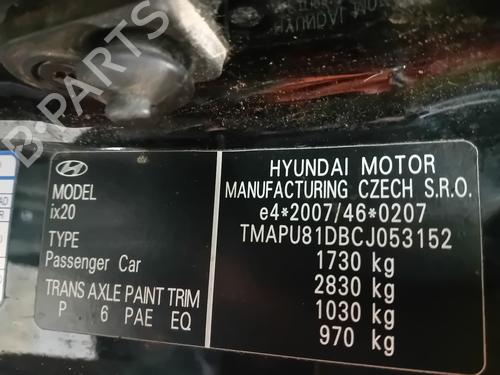 B-PARTS
MODEL
ix20
TYPE
Passenger Car
TRANS AXLE PAINT TRIM
P 6 PAE EQ
HYUNDAI MOTOR
MANUFACTURING CZECH S.R.O.
e4*2007/46*0207
TMAPU81DBCJ053152
1730 kg
2830 kg
1030 kg
970 kg